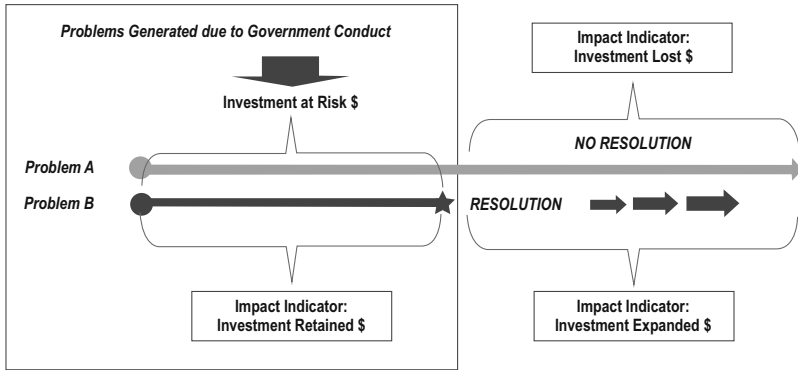 Problems Generated due to Government Conduct
Impact Indicator:
Investment Lost $
Investment at Risk $
NO RESOLUTION
Problem A
Problem B
RESOLUTION
Impact Indicator:
Investment Retained $
Impact Indicator:
Investment Expanded $